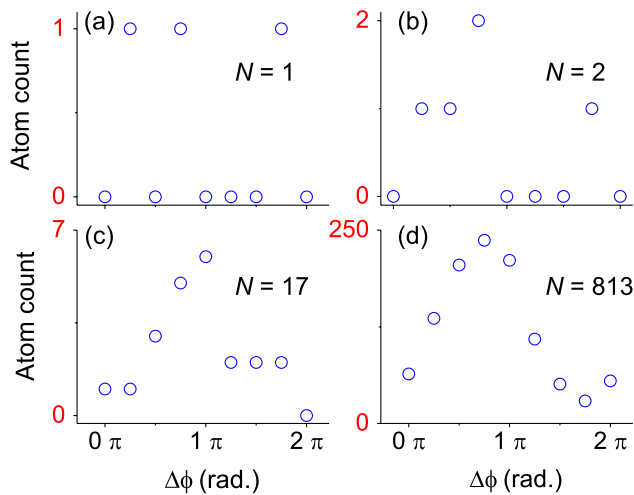 (a)
1
N = 1
0
Atom count
(b)
2
N = 2
0
(c)
7
N = 17
0
Atom count
0 π 1 π 2 π
Δϕ (rad.)
(d)
250
N = 813
0
0 π 1 π 2 π
Δϕ (rad.)